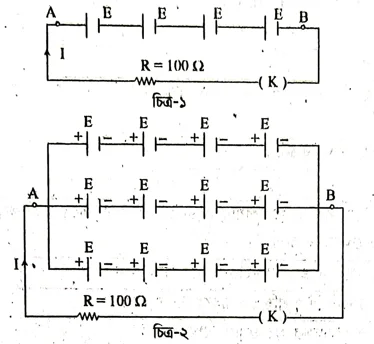 A E E E E B
I
R = 100 Ω
( K )
চিত্র-১
E E E E
+ − + − + − + −
A E E E E B
+ − + − + − + −
E E E E
I + − + − + − + −
R = 100 Ω
( K )
চিত্র-২